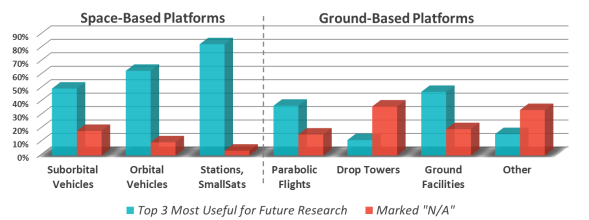 Space-Based Platforms Ground-Based Platforms
90%
80%
70%
60%
50%
40%
30%
20%
10%
0%
Suborbital Orbital Stations, Parabolic Drop Towers Ground Other
Vehicles Vehicles SmallSats Flights Facilities
Top 3 Most Useful for Future Research Marked "N/A"